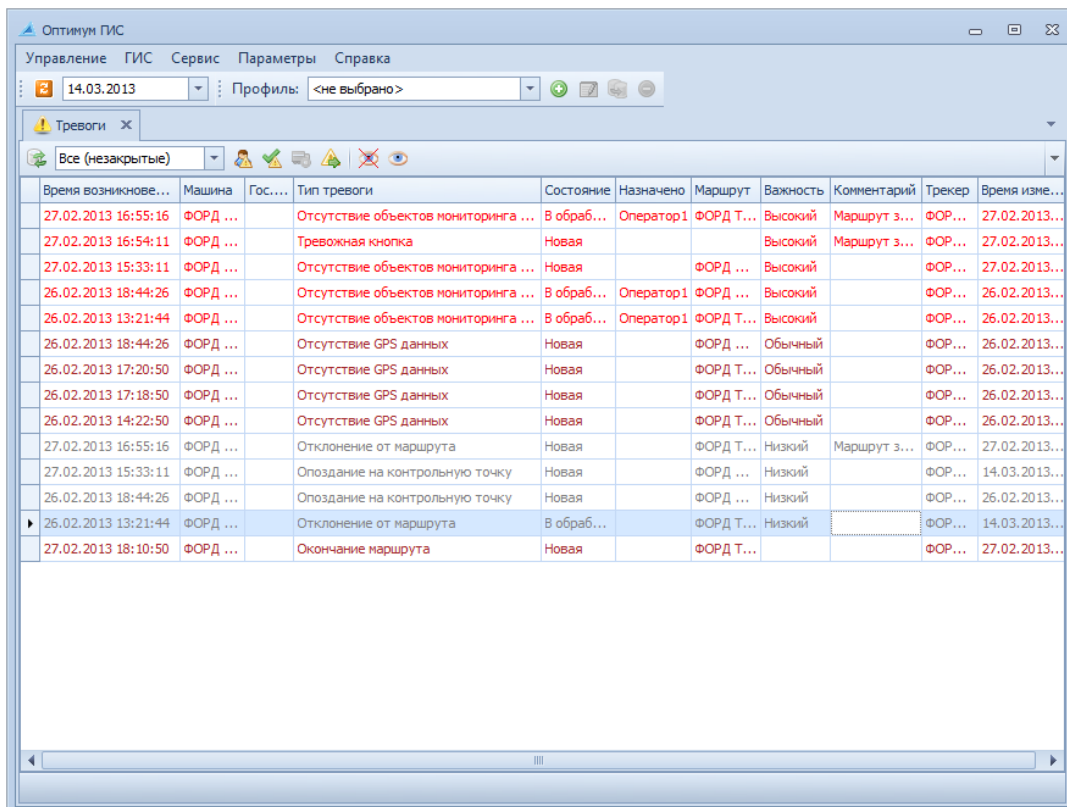 Оптимум ГИС
Управление ГИС Сервис Параметры Справка
14.03.2013 Профиль: <не выбрано>
Тревоги
Все (незакрытые)
Время возникнове... Машина Гос.... Тип тревоги Состояние Назначено Маршрут Важность Комментарий Трекер Время изме...
27.02.2013 16:55:16 ФОРД ... Отсутствие объектов мониторинга ... В обраб... Оператор1 ФОРД Т... Высокий Маршрут з... ФОР... 27.02.2013...
27.02.2013 16:54:11 ФОРД ... Тревожная кнопка Новая Высокий Маршрут з... ФОР... 27.02.2013...
27.02.2013 15:33:11 ФОРД ... Отсутствие объектов мониторинга ... Новая ФОРД ... Высокий ФОР... 27.02.2013...
26.02.2013 18:44:26 ФОРД ... Отсутствие объектов мониторинга ... В обраб... Оператор1 ФОРД ... Высокий ФОР... 26.02.2013...
26.02.2013 13:21:44 ФОРД ... Отсутствие объектов мониторинга ... В обраб... Оператор1 ФОРД Т... Высокий ФОР... 26.02.2013...
26.02.2013 18:44:26 ФОРД ... Отсутствие GPS данных Новая ФОРД ... Обычный ФОР... 26.02.2013...
26.02.2013 17:20:50 ФОРД ... Отсутствие GPS данных Новая ФОРД Т... Обычный ФОР... 26.02.2013...
26.02.2013 17:18:50 ФОРД ... Отсутствие GPS данных Новая ФОРД Т... Обычный ФОР... 26.02.2013...
26.02.2013 14:22:50 ФОРД ... Отсутствие GPS данных Новая ФОРД Т... Обычный ФОР... 26.02.2013...
27.02.2013 16:55:16 ФОРД ... Отклонение от маршрута Новая ФОРД Т... Низкий Маршрут з... ФОР... 27.02.2013...
27.02.2013 15:33:11 ФОРД ... Опоздание на контрольную точку Новая ФОРД ... Низкий ФОР... 14.03.2013...
26.02.2013 18:44:26 ФОРД ... Опоздание на контрольную точку Новая ФОРД ... Низкий ФОР... 26.02.2013...
26.02.2013 13:21:44 ФОРД ... Отклонение от маршрута В обраб... ФОРД Т... Низкий ФОР... 14.03.2013...
27.02.2013 18:10:50 ФОРД ... Окончание маршрута Новая ФОРД Т... ФОР... 27.02.2013...